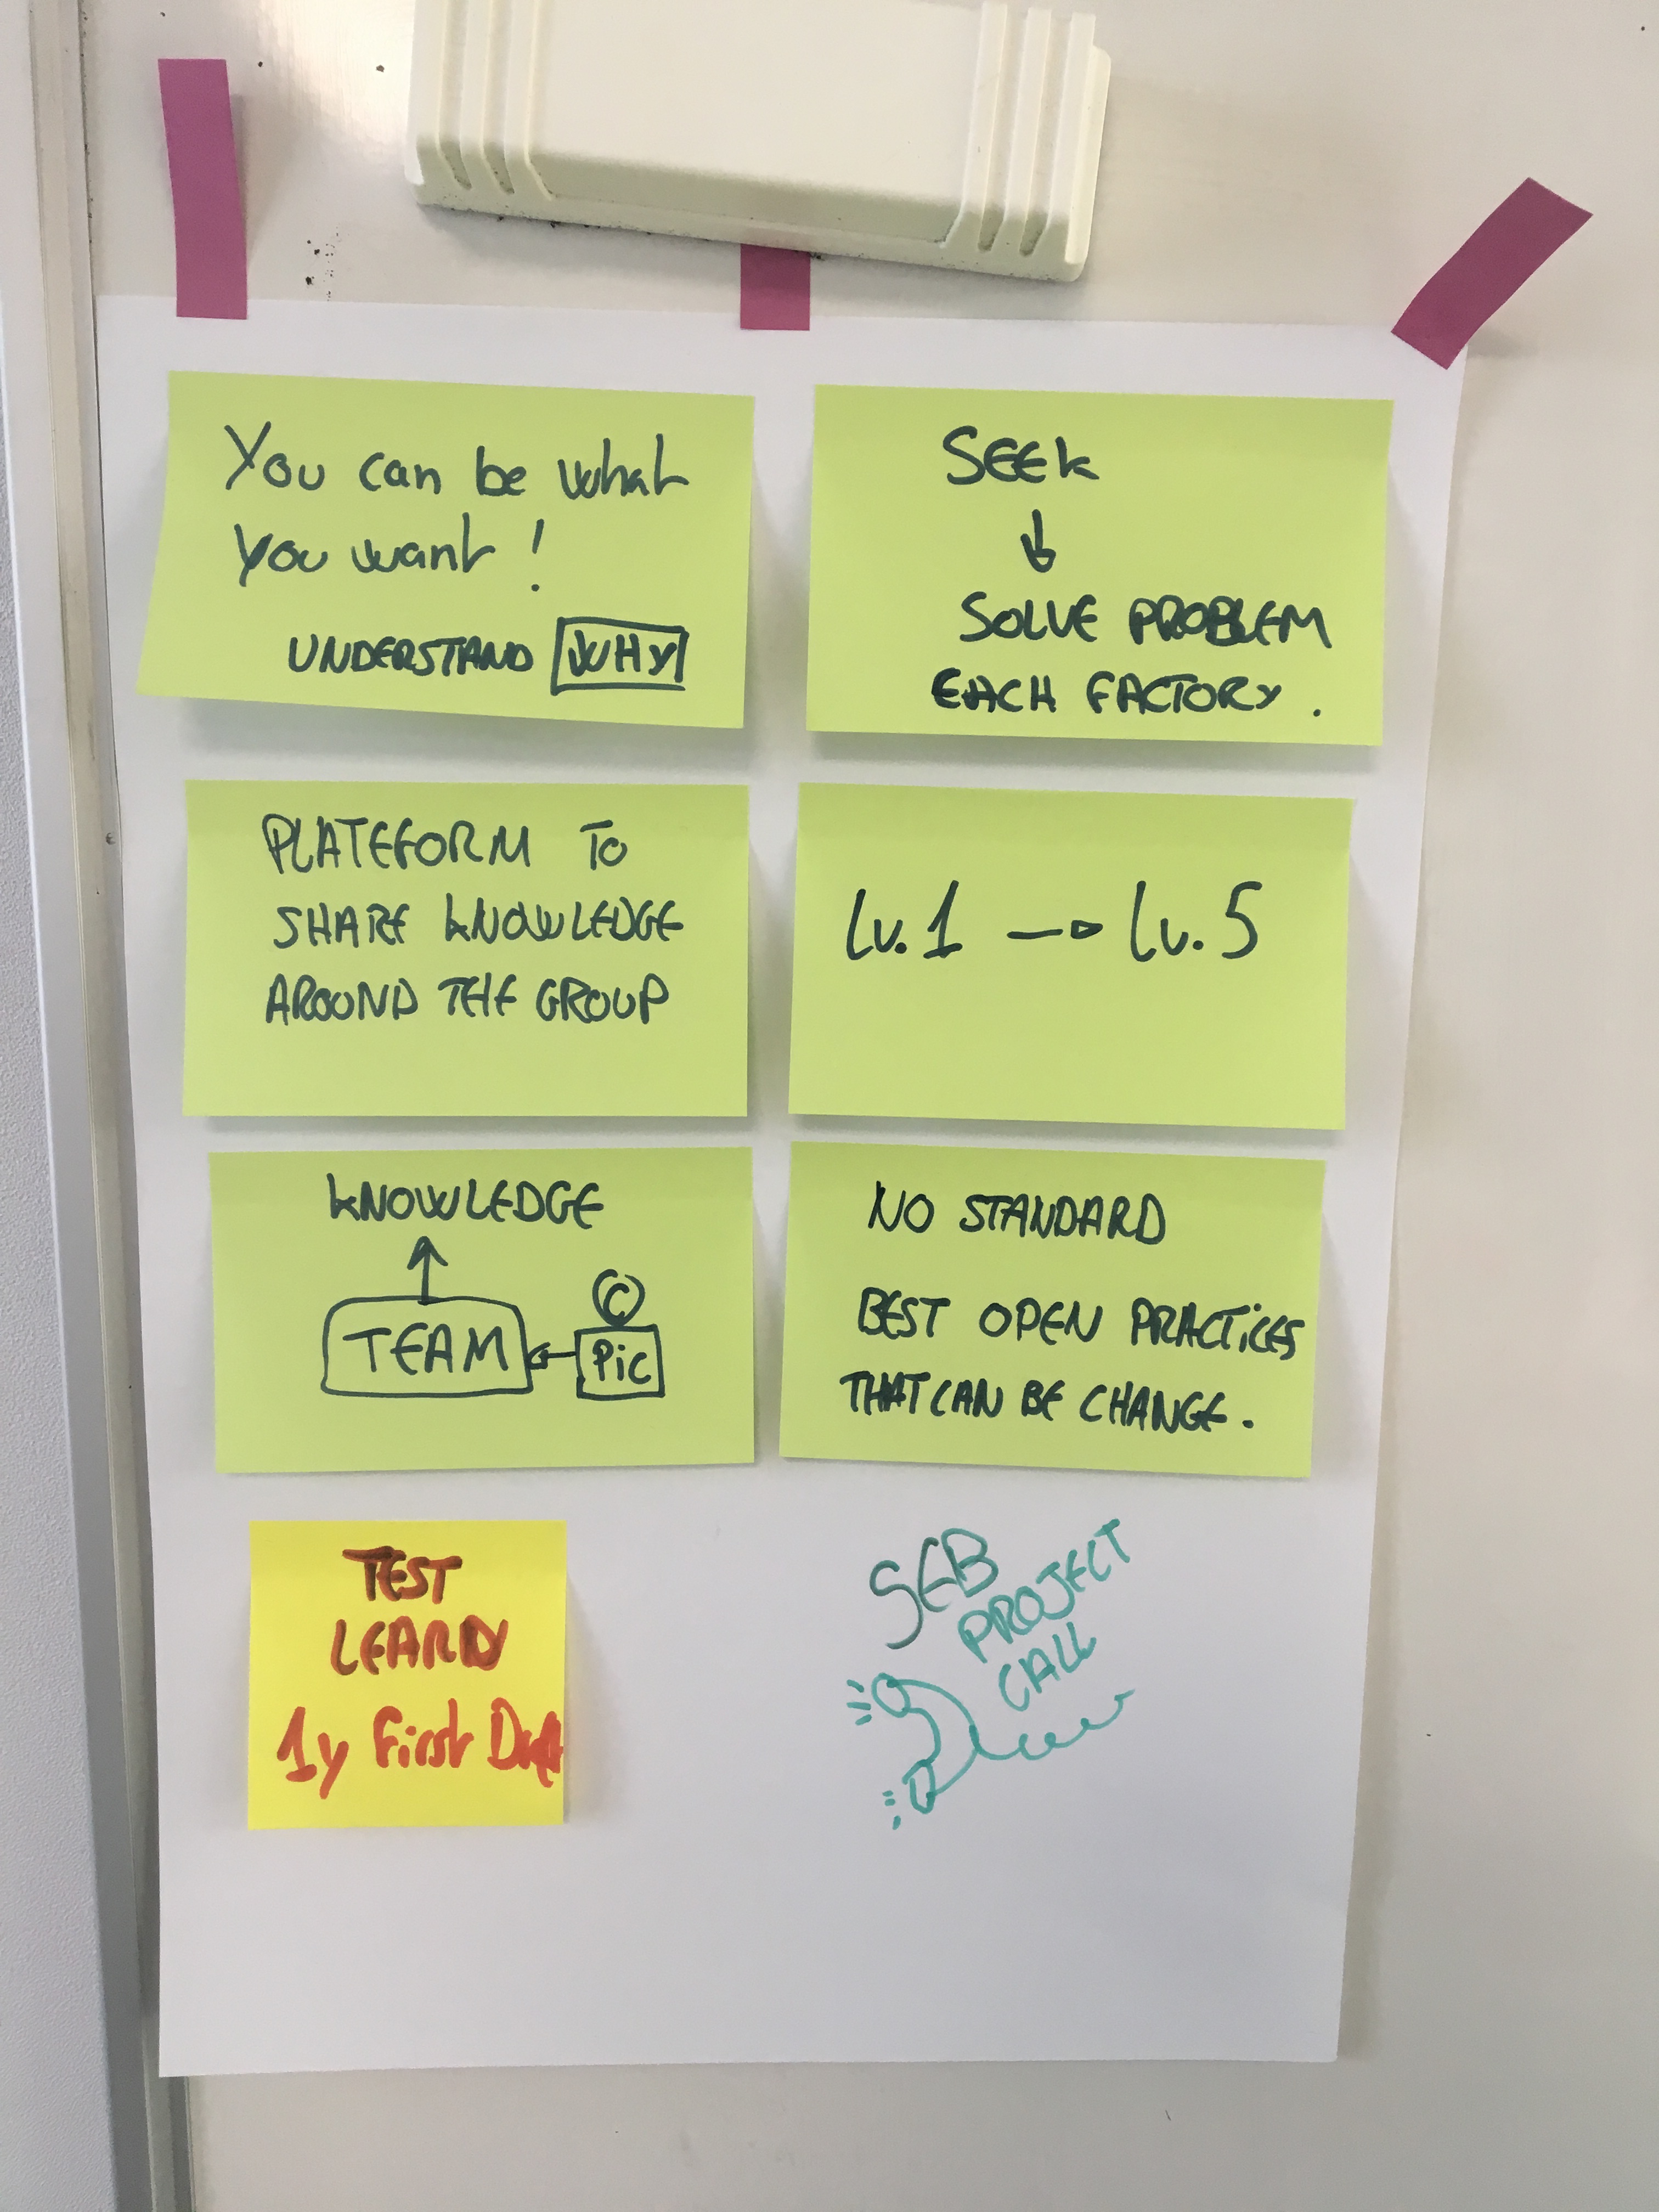 You can be what
you want !
UNDERSTAND WHY
SEEK
SOLVE PROBLEM
EACH FACTORY.
PLATEFORM TO
SHARE KNOWLEDGE
AROUND THE GROUP
Lv.1 → Lv.5
KNOWLEDGE
C
TEAM ← Pic
NO STANDARD
BEST OPEN PRACTICES
THAT CAN BE CHANGE.
TEST
LEARN
1y First Draft
SEB
PROJECT
CALL